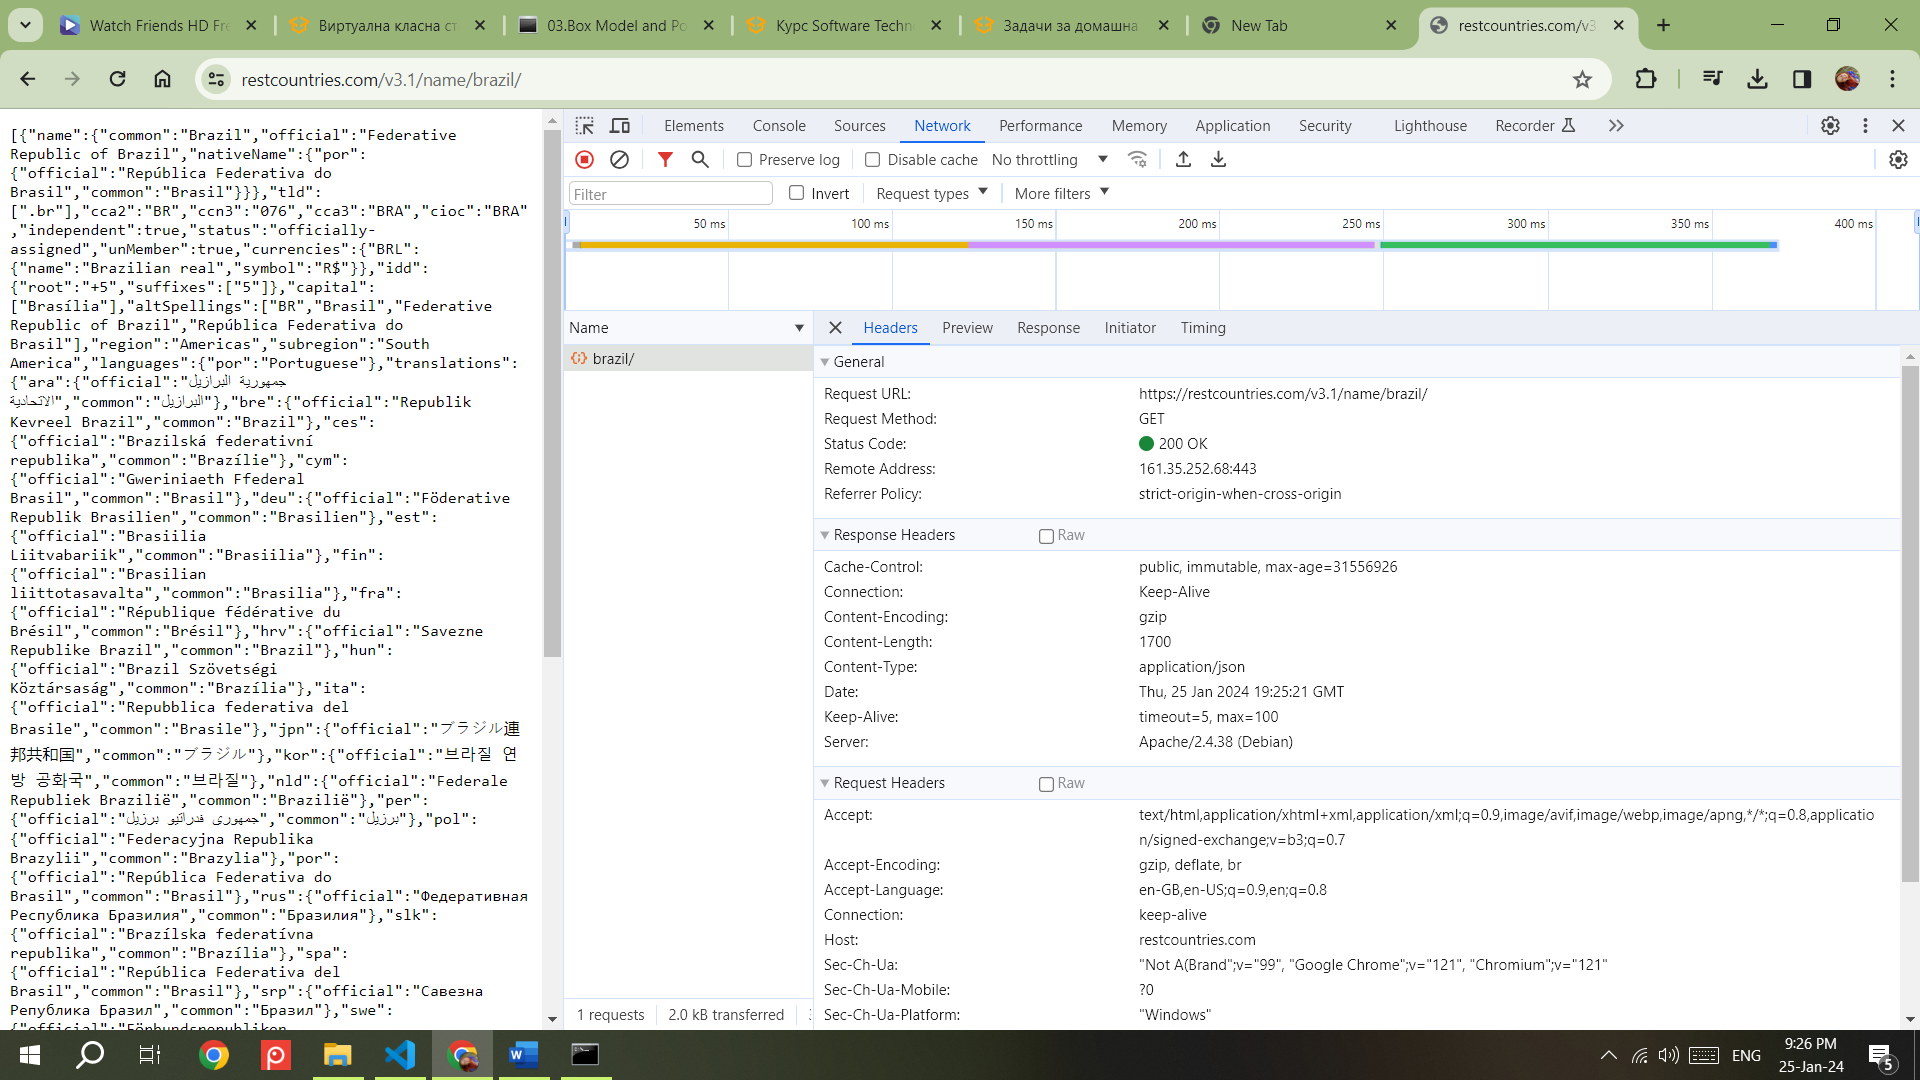 Watch Friends HD Fre
Виртуална класна ст
03.Box Model and Po
Курс Software Techn
Задачи за домашна
New Tab
restcountries.com/v3
restcountries.com/v3.1/name/brazil/
[{"name":{"common":"Brazil","official":"Federative
Republic of Brazil","nativeName":{"por":
{"official":"República Federativa do
Brasil","common":"Brasil"}}},"tld":
[".br"],"cca2":"BR","ccn3":"076","cca3":"BRA","cioc":"BRA"
,"independent":true,"status":"officially-
assigned","unMember":true,"currencies":{"BRL":
{"name":"Brazilian real","symbol":"R$"}},"idd":
{"root":"+5","suffixes":["5"]},"capital":
["Brasília"],"altSpellings":["BR","Brasil","Federative
Republic of Brazil","República Federativa do
Brasil"],"region":"Americas","subregion":"South
America","languages":{"por":"Portuguese"},"translations":
{"ara":{"official":"جمهورية البرازيل
الاتحادية","common":"البرازيل"},"bre":{"official":"Republik
Kevreel Brazil","common":"Brazil"},"ces":
{"official":"Brazilská federativní
republika","common":"Brazílie"},"cym":
{"official":"Gweriniaeth Ffederal
Brasil","common":"Brasil"},"deu":{"official":"Föderative
Republik Brasilien","common":"Brasilien"},"est":
{"official":"Brasiilia
Liitvabariik","common":"Brasiilia"},"fin":
{"official":"Brasilian
liittotasavalta","common":"Brasilia"},"fra":
{"official":"République fédérative du
Brésil","common":"Brésil"},"hrv":{"official":"Savezne
Republike Brazil","common":"Brazil"},"hun":
{"official":"Brazil Szövetségi
Köztársaság","common":"Brazília"},"ita":
{"official":"Repubblica federativa del
Brasile","common":"Brasile"},"jpn":{"official":"ブラジル連
邦共和国","common":"ブラジル"},"kor":{"official":"브라질 연
방 공화국","common":"브라질"},"nld":{"official":"Federale
Republiek Brazilië","common":"Brazilië"},"per":
{"official":"جمهوری فدراتیو برزیل","common":"برزیل"},"pol":
{"official":"Federacyjna Republika
Brazylii","common":"Brazylia"},"por":
{"official":"República Federativa do
Brasil","common":"Brasil"},"rus":{"official":"Федеративная
Республика Бразилия","common":"Бразилия"},"slk":
{"official":"Brazílska federatívna
republika","common":"Brazília"},"spa":
{"official":"República Federativa del
Brasil","common":"Brasil"},"srp":{"official":"Савезна
Република Бразил","common":"Бразил"},"swe":
{"official":"Förbundsrepubliken
Elements Console Sources Network Performance Memory Application Security Lighthouse Recorder
Preserve log Disable cache No throttling
Filter Invert Request types More filters
50 ms 100 ms 150 ms 200 ms 250 ms 300 ms 350 ms 400 ms
Name
brazil/
1 requests 2.0 kB transferred
Headers Preview Response Initiator Timing
General
Request URL: https://restcountries.com/v3.1/name/brazil/
Request Method: GET
Status Code: 200 OK
Remote Address: 161.35.252.68:443
Referrer Policy: strict-origin-when-cross-origin
Response Headers Raw
Cache-Control: public, immutable, max-age=31556926
Connection: Keep-Alive
Content-Encoding: gzip
Content-Length: 1700
Content-Type: application/json
Date: Thu, 25 Jan 2024 19:25:21 GMT
Keep-Alive: timeout=5, max=100
Server: Apache/2.4.38 (Debian)
Request Headers Raw
Accept: text/html,application/xhtml+xml,application/xml;q=0.9,image/avif,image/webp,image/apng,*/*;q=0.8,applicatio
n/signed-exchange;v=b3;q=0.7
Accept-Encoding: gzip, deflate, br
Accept-Language: en-GB,en-US;q=0.9,en;q=0.8
Connection: keep-alive
Host: restcountries.com
Sec-Ch-Ua: "Not A(Brand";v="99", "Google Chrome";v="121", "Chromium";v="121"
Sec-Ch-Ua-Mobile: ?0
Sec-Ch-Ua-Platform: "Windows"
ENG
9:26 PM
25-Jan-24
5